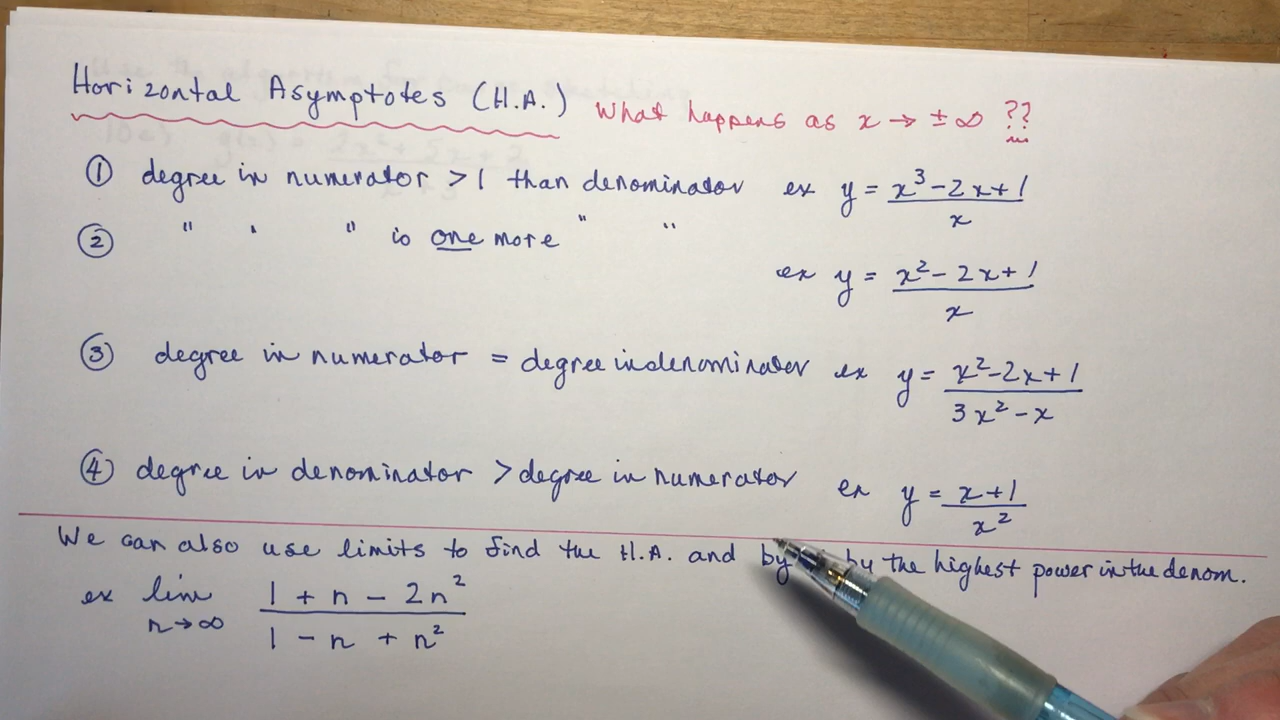 Horizontal Asymptotes (H.A.) What happens as x → ± ∞ ??
① degree in numerator > 1 than denominator ex y = (x³ - 2x + 1)/x
② " " " is one more " "
ex y = (x² - 2x + 1)/x
③ degree in numerator = degree in denominator ex y = (x² - 2x + 1)/(3x² - x)
④ degree in denominator > degree in numerator ex y = (x + 1)/x²
We can also use limits to find the H.A. and by by the highest power in the denom.
ex lim n→∞ (1 + n - 2n²)/(1 - n + n²)